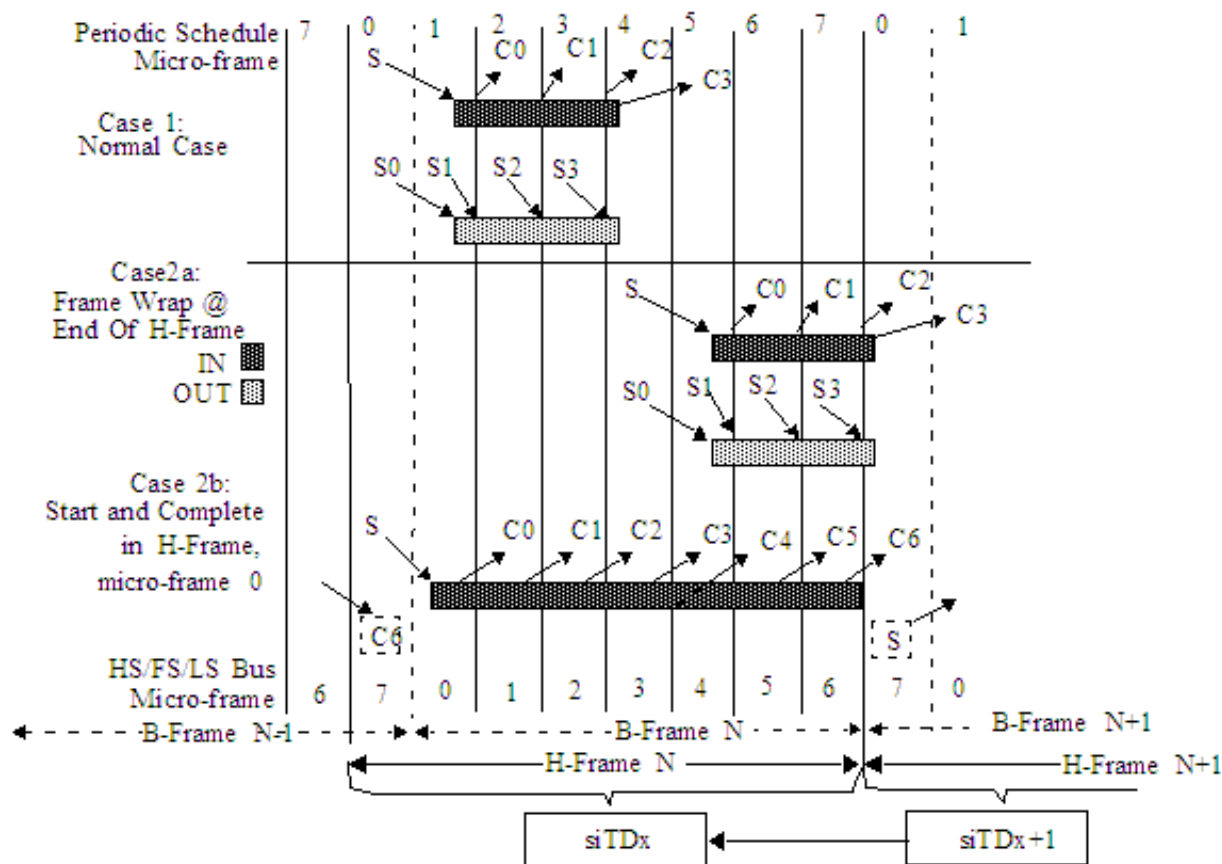 7 0 1 2 3 4 5 6 7 0 1
Periodic Schedule
Micro-frame
S C0 C1 C2 C3
Case 1:
Normal Case
S0 S1 S2 S3
Case2a:
Frame Wrap @
End Of H-Frame
IN
OUT
S C0 C1 C2 C3
S0 S1 S2 S3
Case 2b:
Start and Complete
in H-Frame,
micro-frame 0
S C0 C1 C2 C3 C4 C5 C6
C6 S
HS/FS/LS Bus
Micro-frame
6 7 0 1 2 3 4 5 6 7 0
B-Frame N-1 B-Frame N B-Frame N+1
H-Frame N H-Frame N+1
siTDx siTDx+1